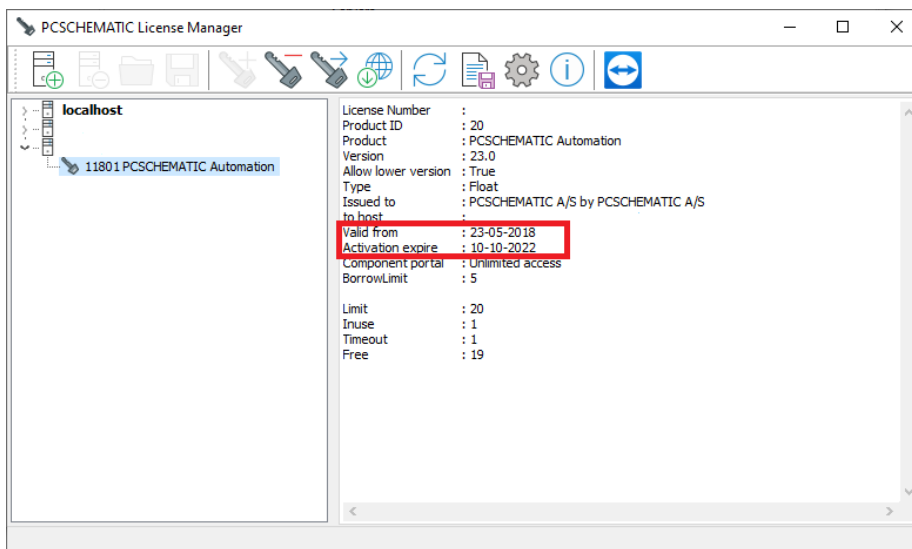 PCSCHEMATIC License Manager
localhost
11801 PCSCHEMATIC Automation
License Number :
Product ID : 20
Product : PCSCHEMATIC Automation
Version : 23.0
Allow lower version : True
Type : Float
Issued to : PCSCHEMATIC A/S by PCSCHEMATIC A/S
to host :
Valid from : 23-05-2018
Activation expire : 10-10-2022
Component portal : Unlimited access
BorrowLimit : 5
Limit : 20
Inuse : 1
Timeout : 1
Free : 19